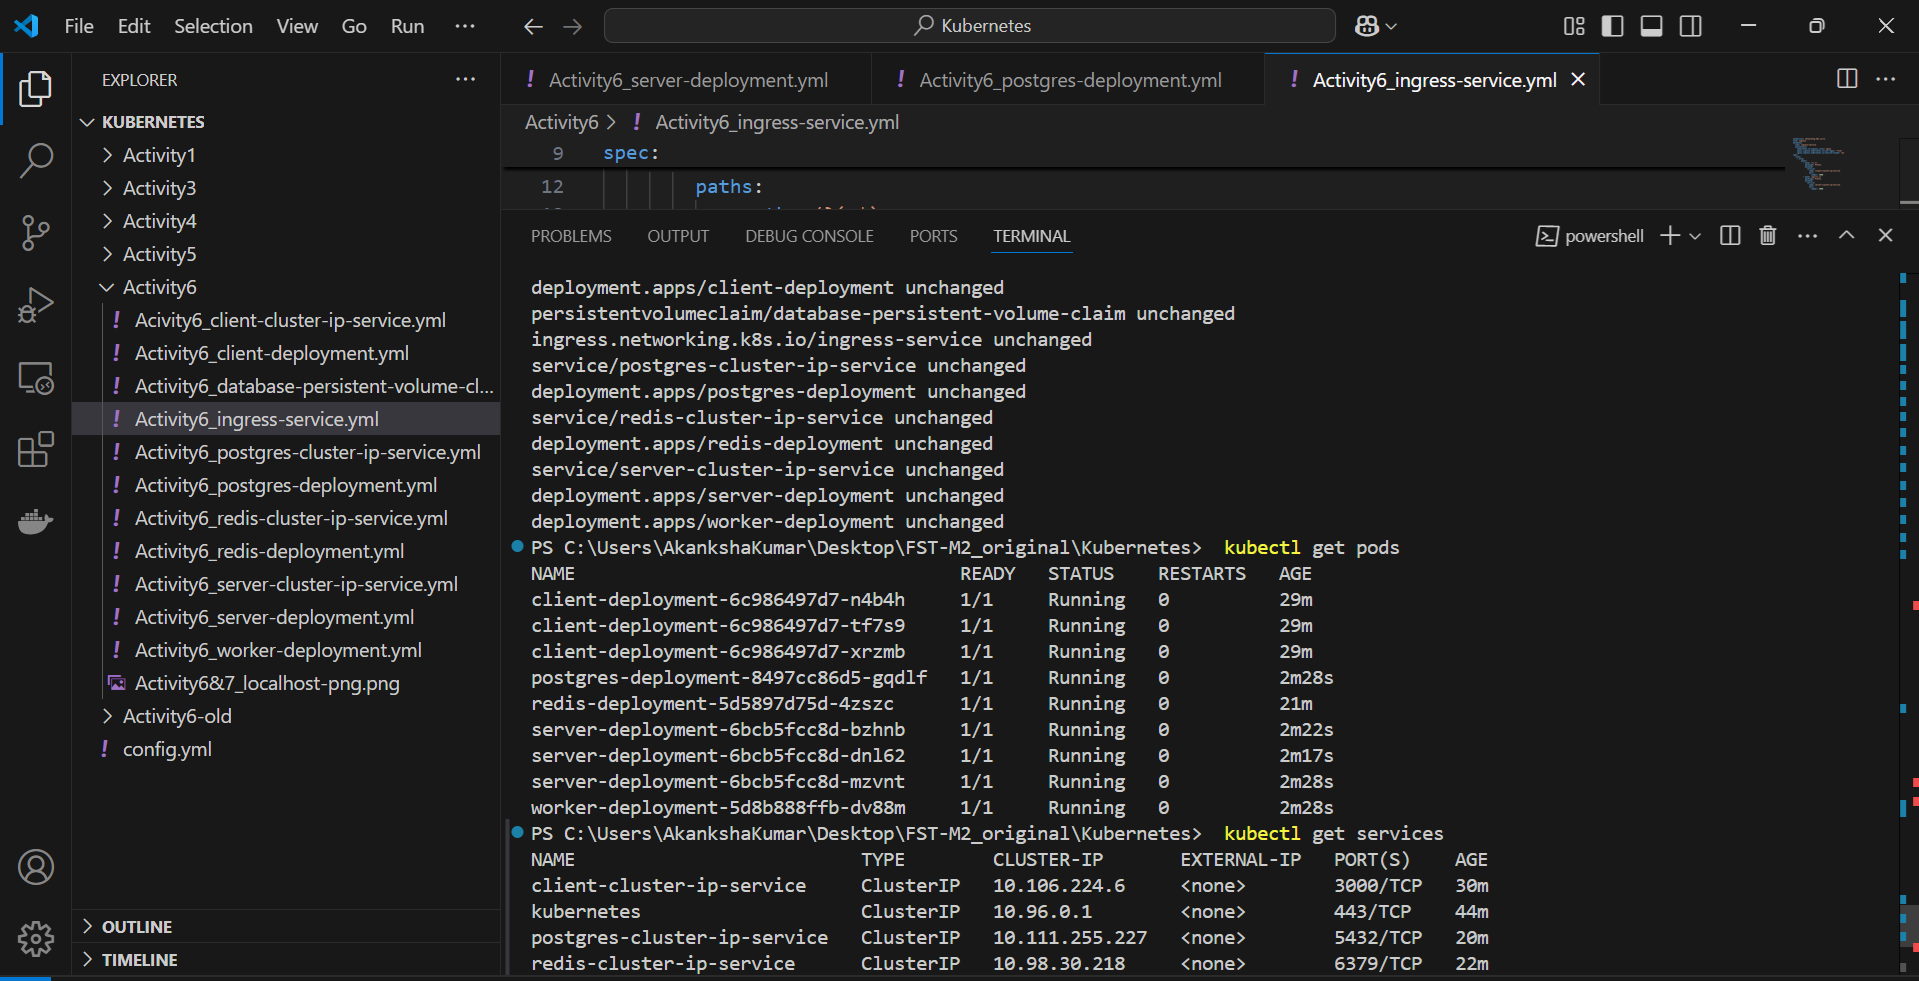 File Edit Selection View Go Run ···
Kubernetes
EXPLORER ···
KUBERNETES
Activity1
Activity3
Activity4
Activity5
Activity6
! Acivity6_client-cluster-ip-service.yml
! Activity6_client-deployment.yml
! Activity6_database-persistent-volume-cl...
! Activity6_ingress-service.yml
! Activity6_postgres-cluster-ip-service.yml
! Activity6_postgres-deployment.yml
! Activity6_redis-cluster-ip-service.yml
! Activity6_redis-deployment.yml
! Activity6_server-cluster-ip-service.yml
! Activity6_server-deployment.yml
! Activity6_worker-deployment.yml
Activity6&7_localhost-png.png
Activity6-old
! config.yml
OUTLINE
TIMELINE
! Activity6_server-deployment.yml ! Activity6_postgres-deployment.yml ! Activity6_ingress-service.yml
Activity6 > ! Activity6_ingress-service.yml
9 spec:
12 paths:
PROBLEMS OUTPUT DEBUG CONSOLE PORTS TERMINAL powershell
deployment.apps/client-deployment unchanged
persistentvolumeclaim/database-persistent-volume-claim unchanged
ingress.networking.k8s.io/ingress-service unchanged
service/postgres-cluster-ip-service unchanged
deployment.apps/postgres-deployment unchanged
service/redis-cluster-ip-service unchanged
deployment.apps/redis-deployment unchanged
service/server-cluster-ip-service unchanged
deployment.apps/server-deployment unchanged
deployment.apps/worker-deployment unchanged
PS C:\Users\AkankshaKumar\Desktop\FST-M2_original\Kubernetes> kubectl get pods
NAME READY STATUS RESTARTS AGE
client-deployment-6c986497d7-n4b4h 1/1 Running 0 29m
client-deployment-6c986497d7-tf7s9 1/1 Running 0 29m
client-deployment-6c986497d7-xrzmb 1/1 Running 0 29m
postgres-deployment-8497cc86d5-gqdlf 1/1 Running 0 2m28s
redis-deployment-5d5897d75d-4zszc 1/1 Running 0 21m
server-deployment-6bcb5fcc8d-bzhnb 1/1 Running 0 2m22s
server-deployment-6bcb5fcc8d-dnl62 1/1 Running 0 2m17s
server-deployment-6bcb5fcc8d-mzvnt 1/1 Running 0 2m28s
worker-deployment-5d8b888ffb-dv88m 1/1 Running 0 2m28s
PS C:\Users\AkankshaKumar\Desktop\FST-M2_original\Kubernetes> kubectl get services
NAME TYPE CLUSTER-IP EXTERNAL-IP PORT(S) AGE
client-cluster-ip-service ClusterIP 10.106.224.6 <none> 3000/TCP 30m
kubernetes ClusterIP 10.96.0.1 <none> 443/TCP 44m
postgres-cluster-ip-service ClusterIP 10.111.255.227 <none> 5432/TCP 20m
redis-cluster-ip-service ClusterIP 10.98.30.218 <none> 6379/TCP 22m